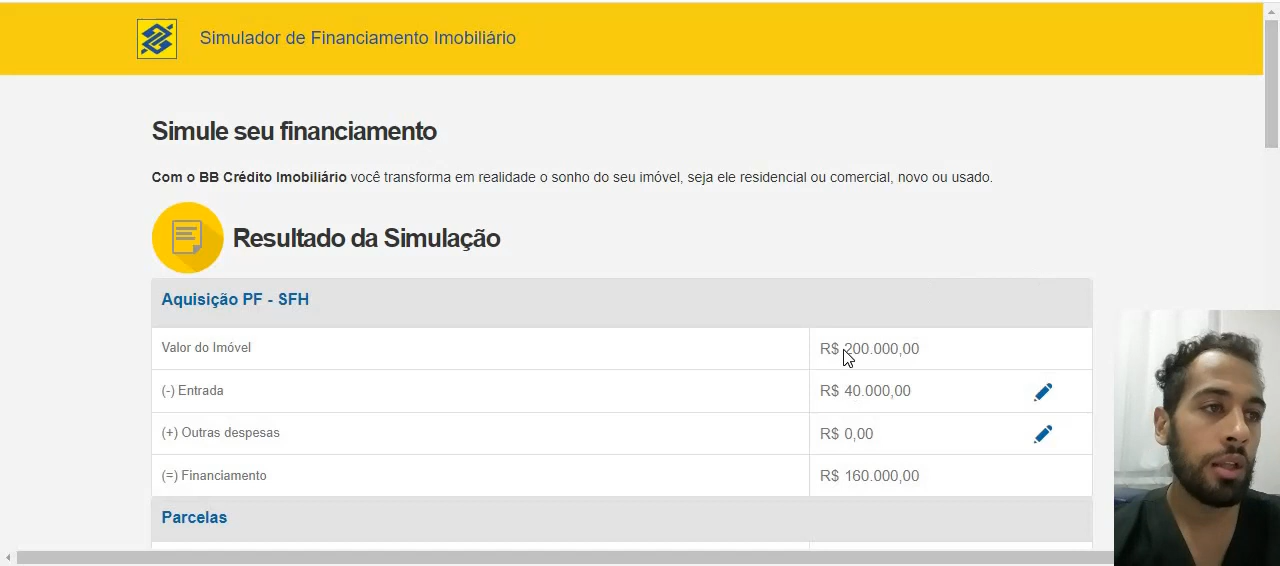 Simulador de Financiamento Imobiliário
Simule seu financiamento
Com o BB Crédito Imobiliário você transforma em realidade o sonho do seu imóvel, seja ele residencial ou comercial, novo ou usado.
Resultado da Simulação
Aquisição PF - SFH
Valor do Imóvel R$ 200.000,00
(-) Entrada R$ 40.000,00
(+) Outras despesas R$ 0,00
(=) Financiamento R$ 160.000,00
Parcelas